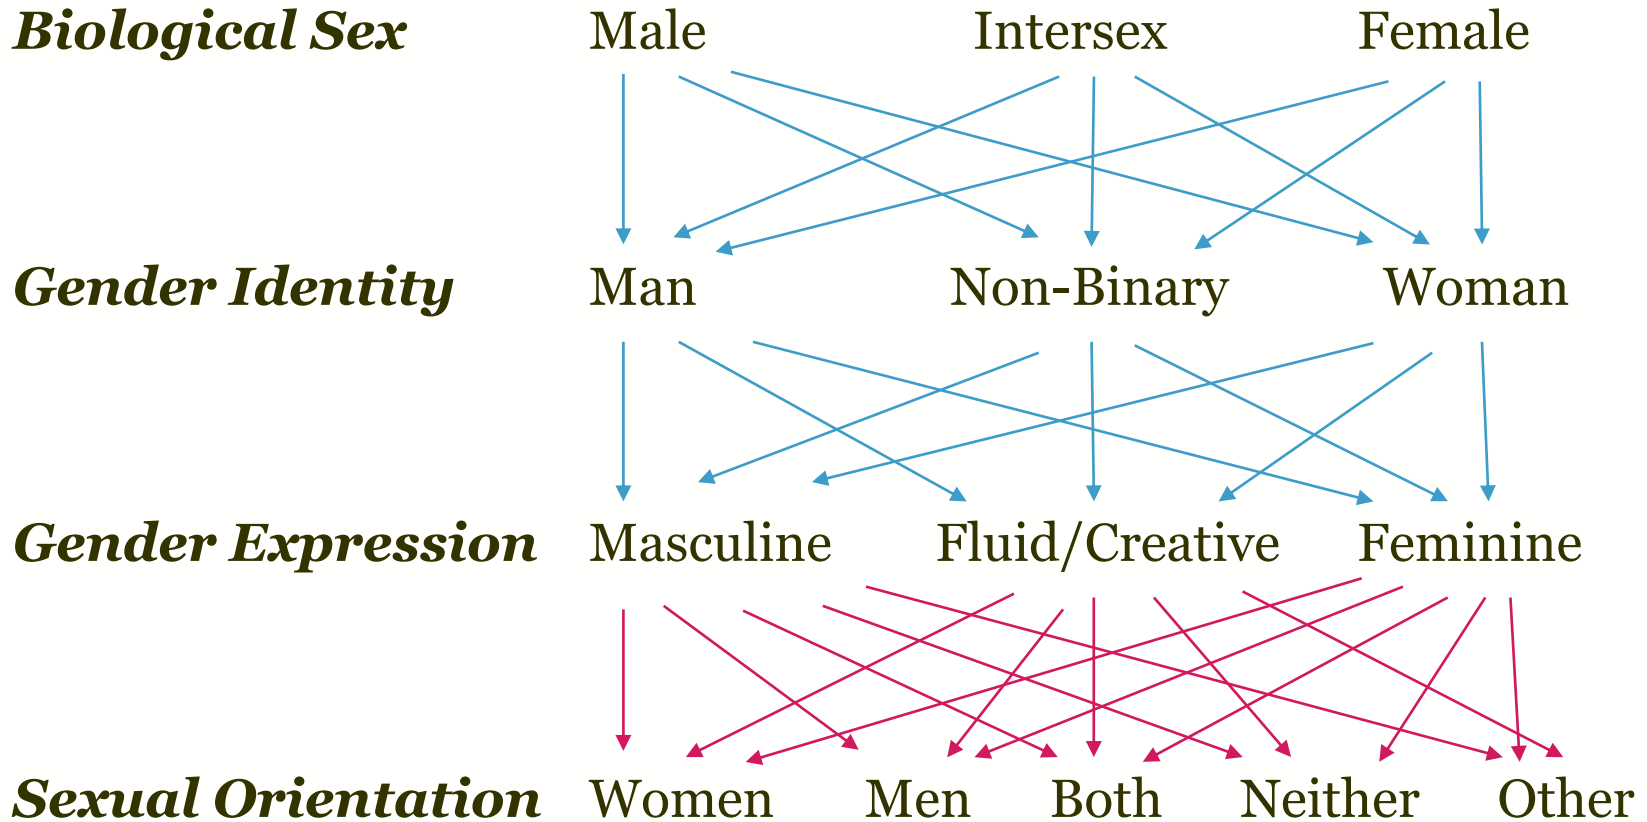 Biological Sex Male Intersex Female
Gender Identity Man Non-Binary Woman
Gender Expression Masculine Fluid/Creative Feminine
Sexual Orientation Women Men Both Neither Other